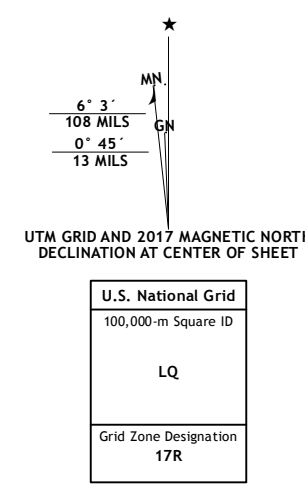 ★
MN.
6° 3´
108 MILS
GN
0° 45´
13 MILS
UTM GRID AND 2017 MAGNETIC NORTH
DECLINATION AT CENTER OF SHEET
U.S. National Grid
100,000-m Square ID
LQ
Grid Zone Designation
17R